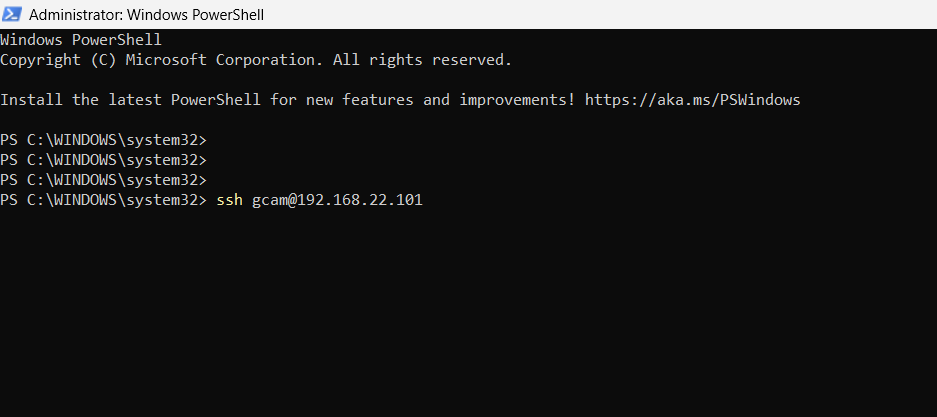 Administrator: Windows PowerShell
Windows PowerShell
Copyright (C) Microsoft Corporation. All rights reserved.
Install the latest PowerShell for new features and improvements! https://aka.ms/PSWindows
PS C:\WINDOWS\system32>
PS C:\WINDOWS\system32>
PS C:\WINDOWS\system32>
PS C:\WINDOWS\system32> ssh gcam@192.168.22.101